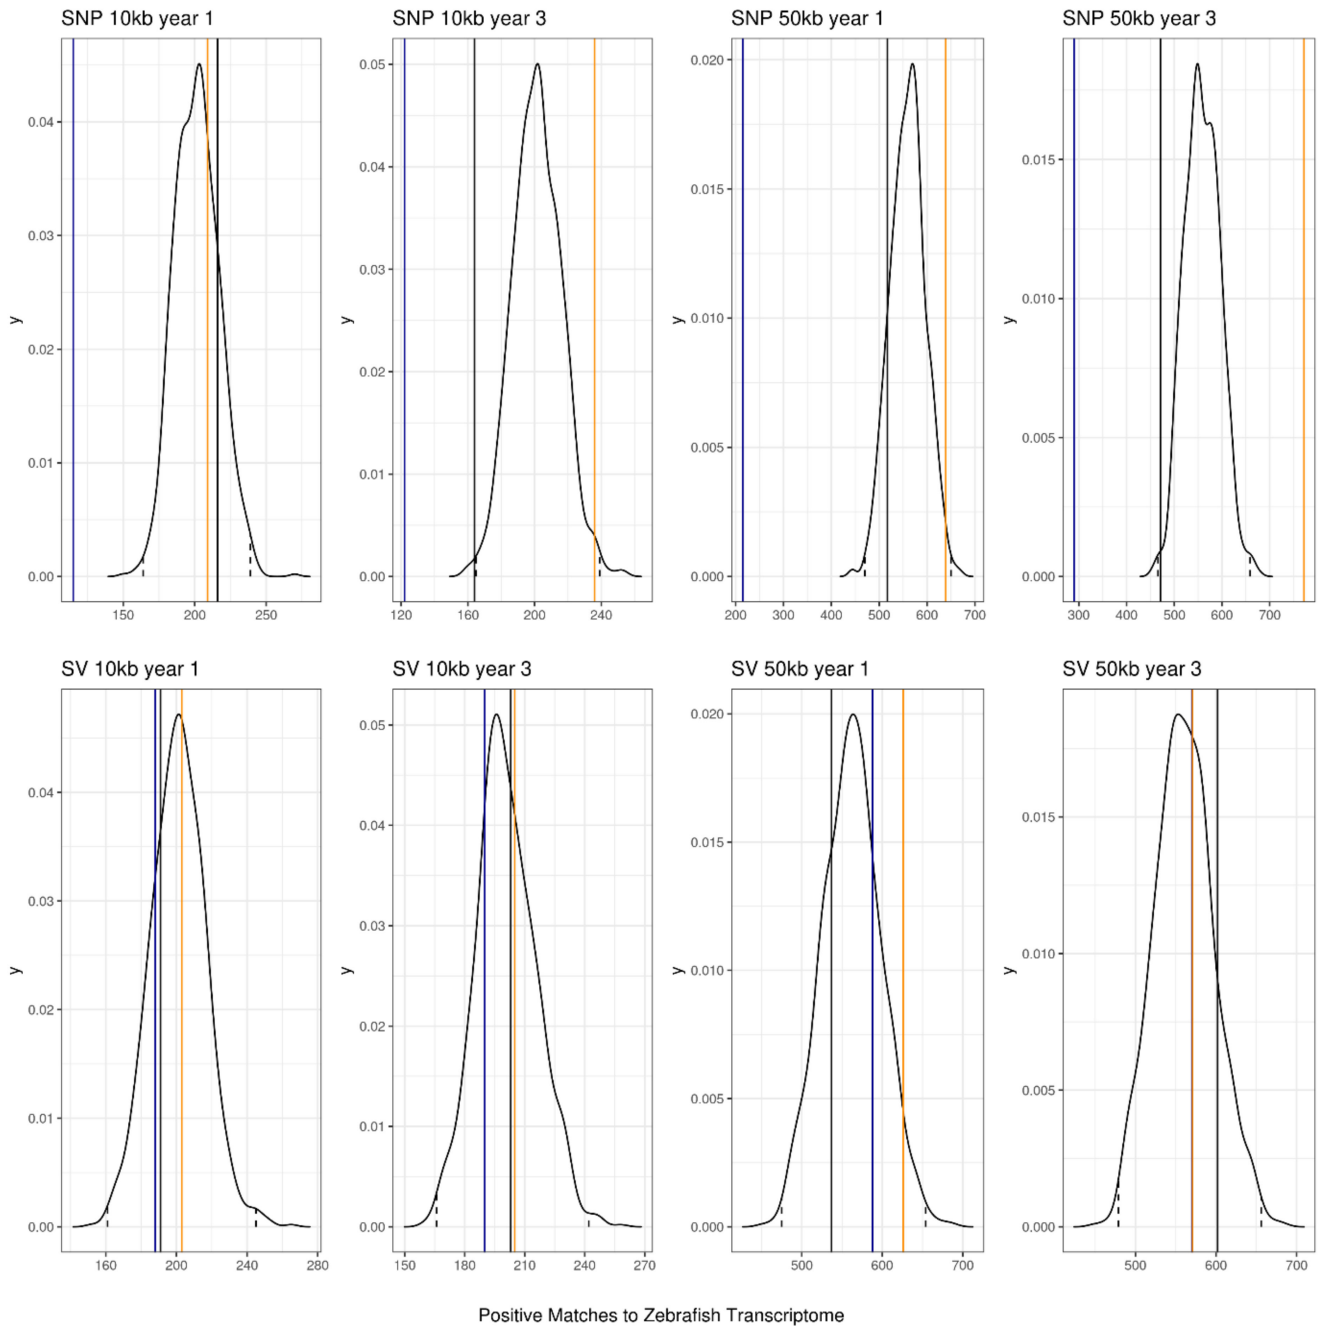 SNP 10kb year 1
SNP 10kb year 3
SNP 50kb year 1
SNP 50kb year 3
y
0.04
0.03
0.02
0.01
0.00
150 200 250
y
0.05
0.04
0.03
0.02
0.01
0.00
120 160 200 240
y
0.020
0.015
0.010
0.005
0.000
200 300 400 500 600 700
y
0.015
0.010
0.005
0.000
300 400 500 600 700
SV 10kb year 1
SV 10kb year 3
SV 50kb year 1
SV 50kb year 3
y
0.04
0.03
0.02
0.01
0.00
160 200 240 280
y
0.05
0.04
0.03
0.02
0.01
0.00
150 180 210 240 270
y
0.020
0.015
0.010
0.005
0.000
500 600 700
y
0.015
0.010
0.005
0.000
500 600 700
Positive Matches to Zebrafish Transcriptome